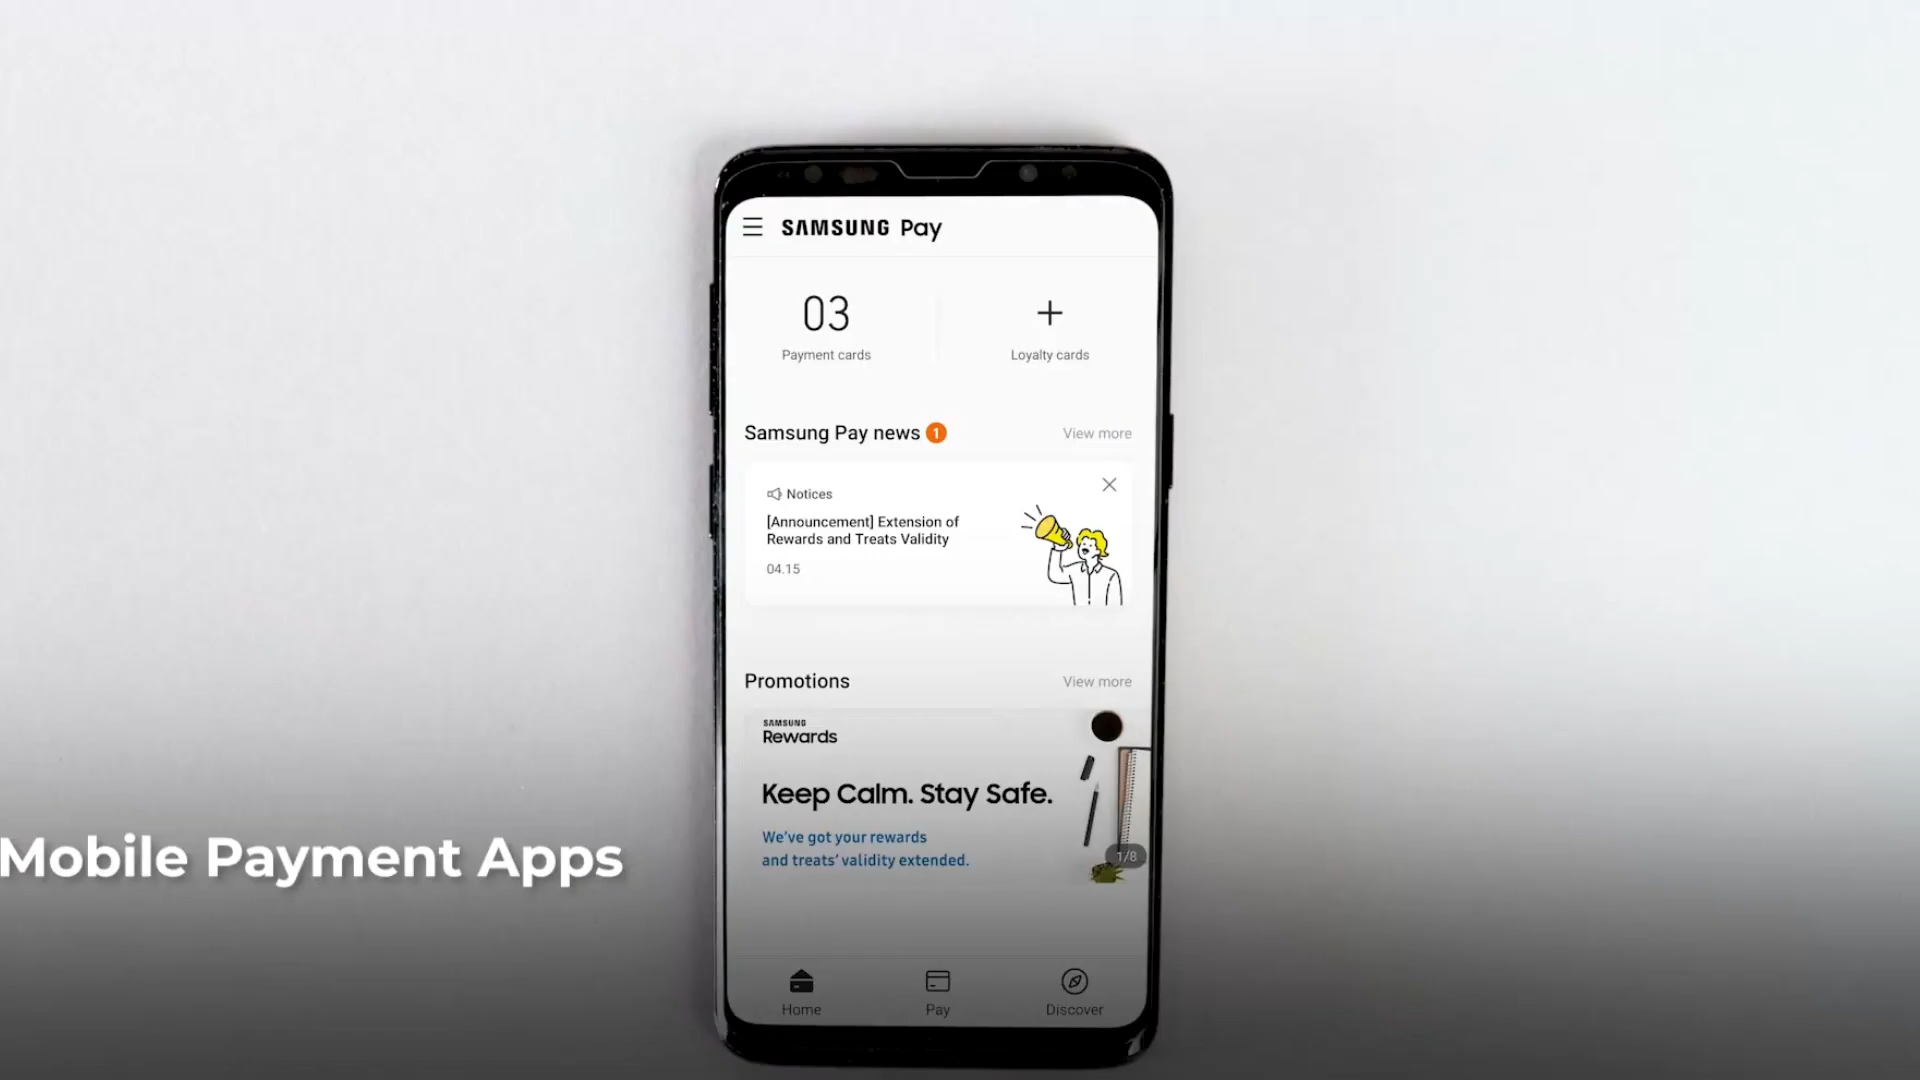 SAMSUNG Pay
03
Payment cards
Loyalty cards
Samsung Pay news 1
View more
Notices
[Announcement] Extension of
Rewards and Treats Validity
04.15
Promotions
View more
SAMSUNG
Rewards
Keep Calm. Stay Safe.
We've got your rewards
and treats' validity extended.
1/8
Mobile Payment Apps
Home
Pay
Discover